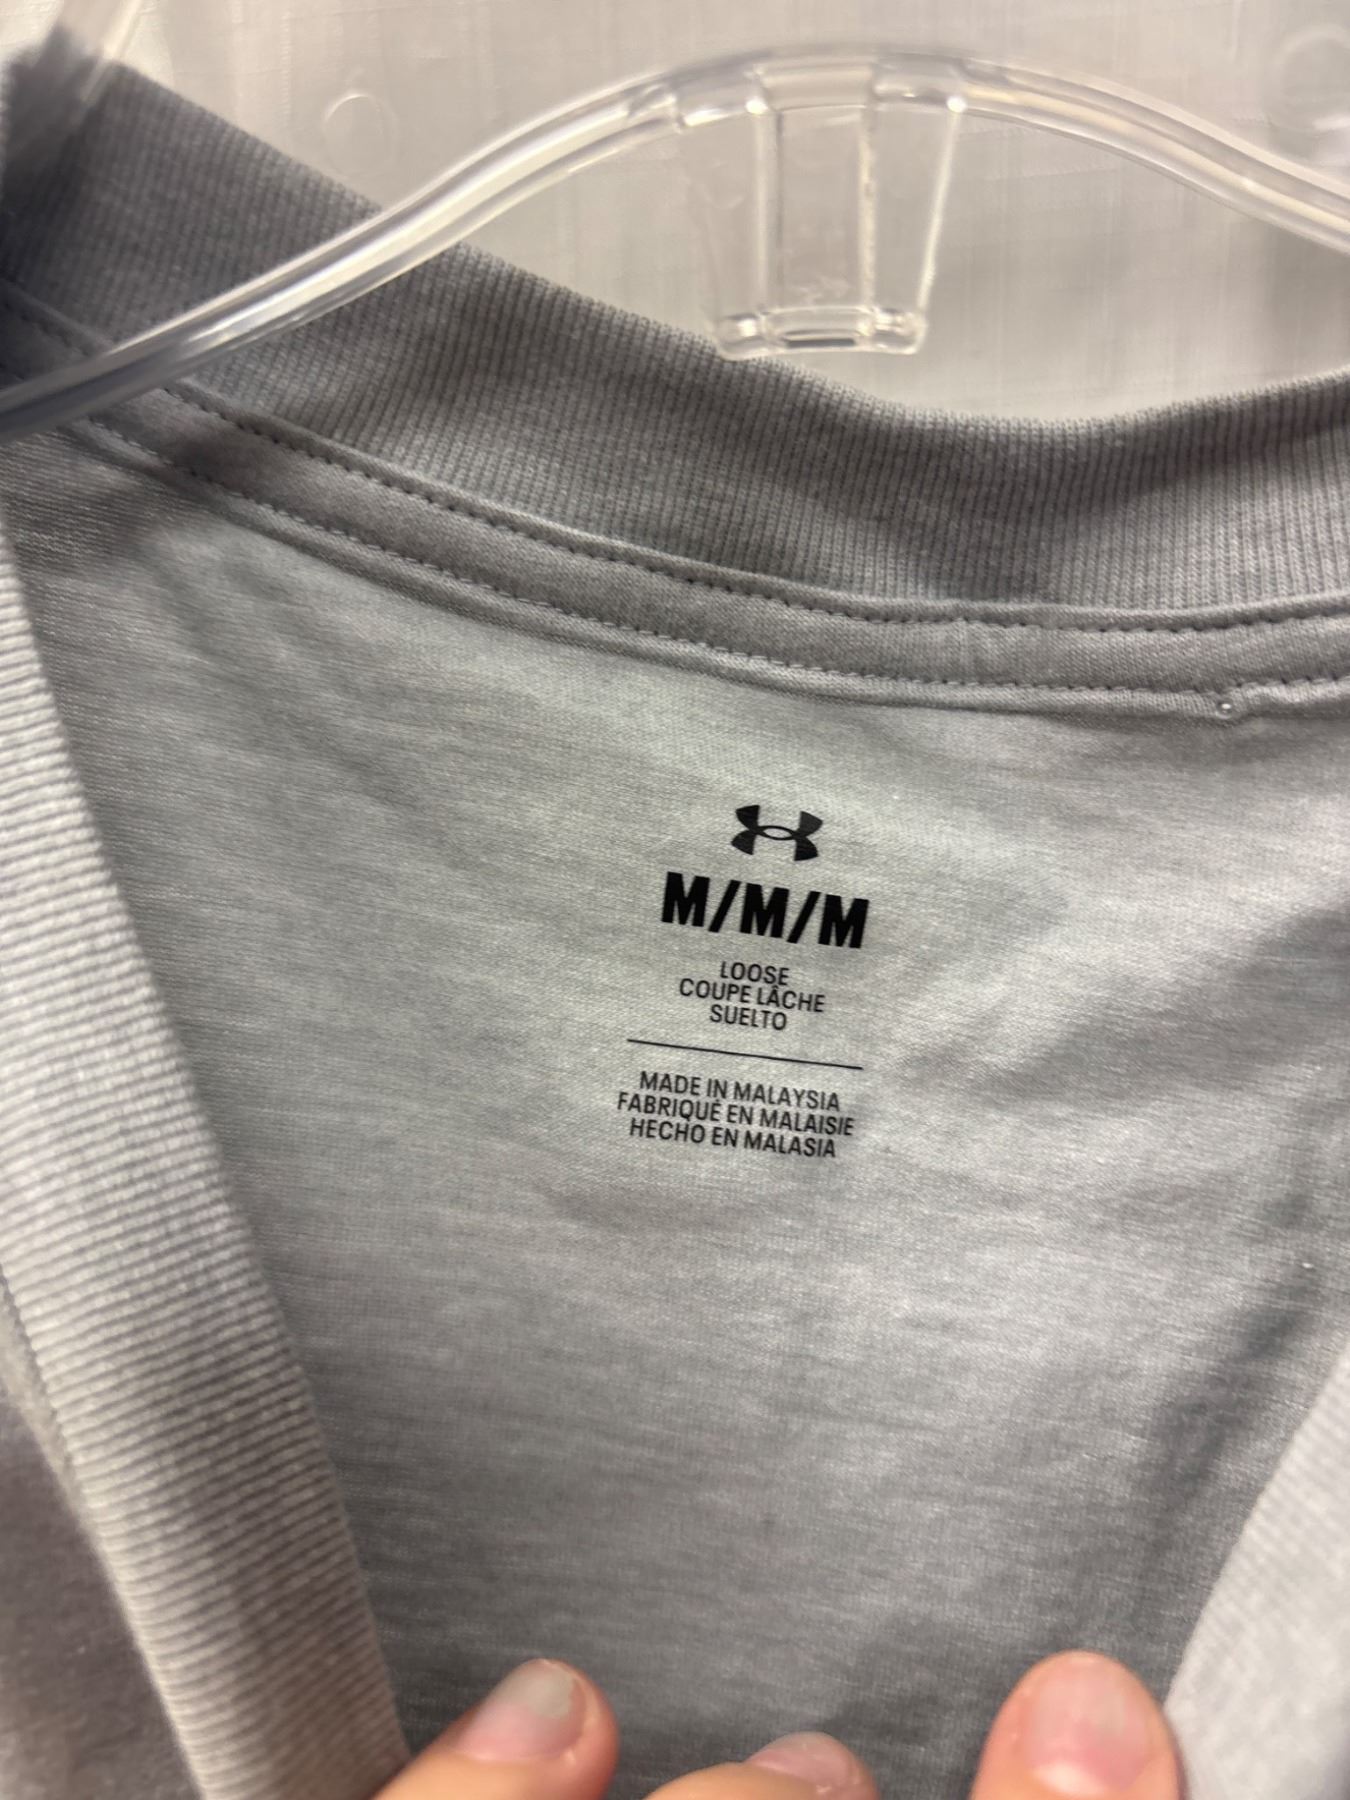 M/M/M
LOOSE
COUPE LÂCHE
SUELTO
MADE IN MALAYSIA
FABRIQUÉ EN MALAISIE
HECHO EN MALASIA